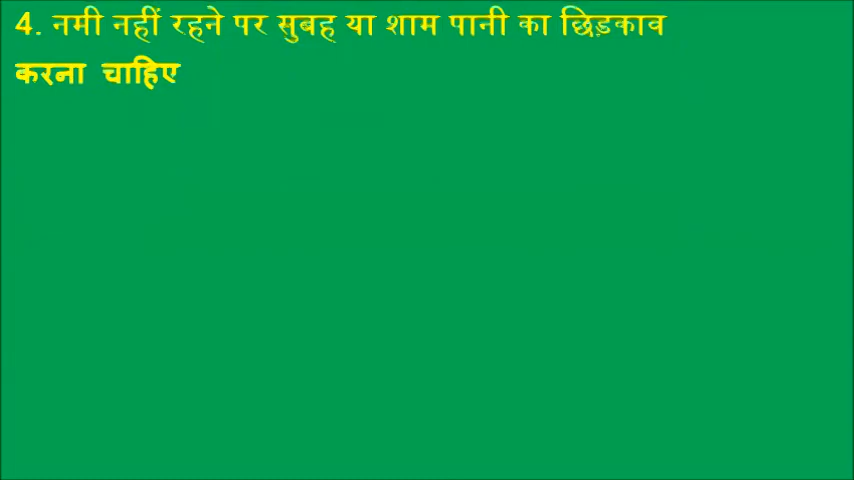 4. नमी नहीं रहने पर सुबह या शाम पानी का छिड़काव
करना चाहिए